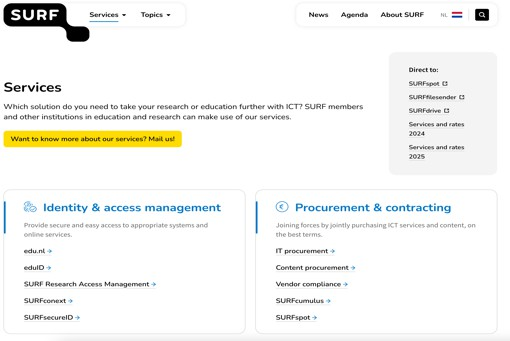 SURF
Services
Topics
News
Agenda
About SURF
NL
Direct to:
SURFspot
SURFfilesender
SURFdrive
Services and rates
2024
Services and rates
2025
Services
Which solution do you need to take your research or education further with ICT? SURF members
and other institutions in education and research can make use of our services.
Want to know more about our services? Mail us!
Identity & access management
Provide secure and easy access to appropriate systems and
online services.
edu.nl
eduID
SURF Research Access Management
SURFconext
SURFsecureID
Procurement & contracting
Joining forces by jointly purchasing ICT services and content, on
the best terms.
IT procurement
Content procurement
Vendor compliance
SURFcumulus
SURFspot